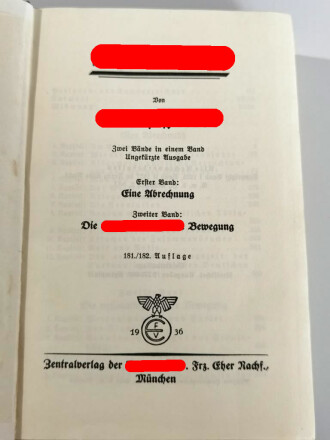 Von
Zwei Bände in einem Band
Ungekürzte Ausgabe
Erster Band:
Eine Abrechnung
Zweiter Band:
Die Bewegung
181./182. Auflage
19 36
Zentralverlag der . Frz. Eher Nachf.,
München